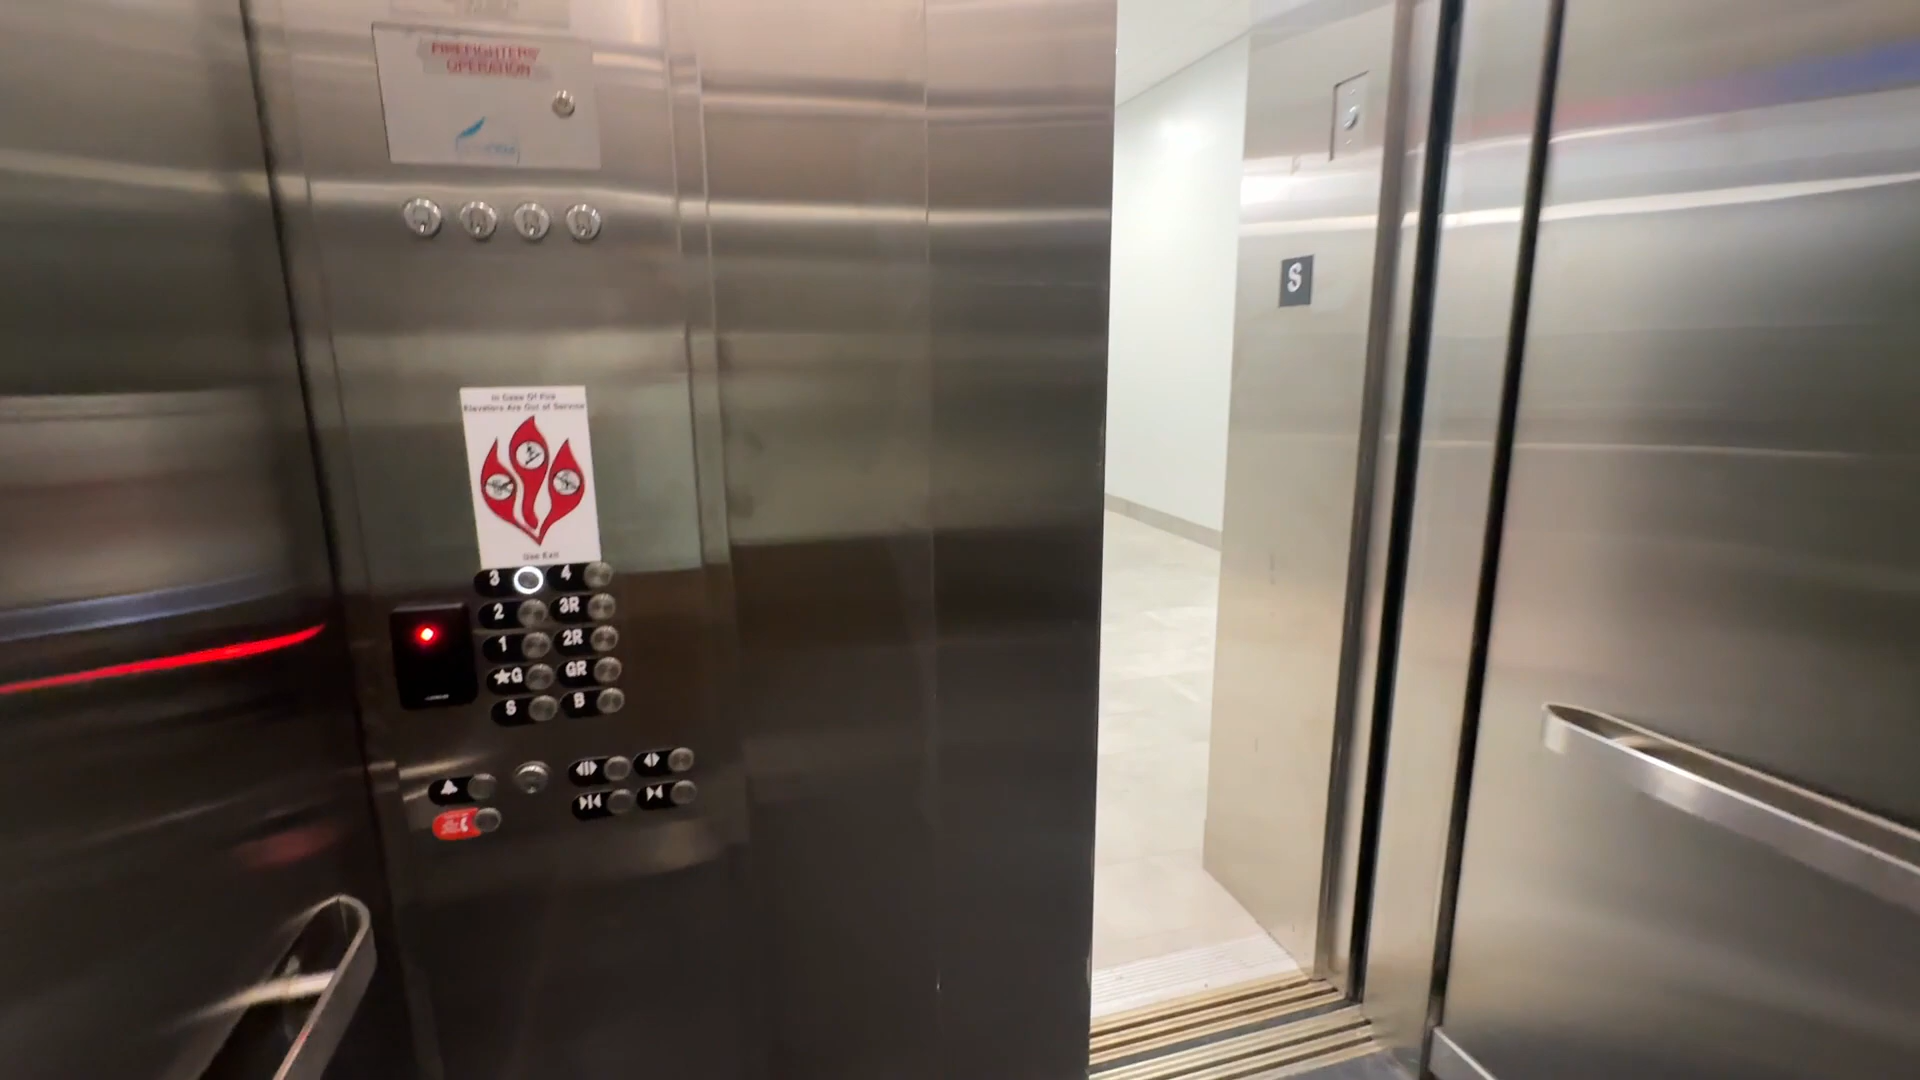 FIREFIGHTERS'
OPERATION
S
In Case Of Fire
Elevators Are Out of Service
Use Exit
3 4
2 3R
1 2R
★G GR
S B